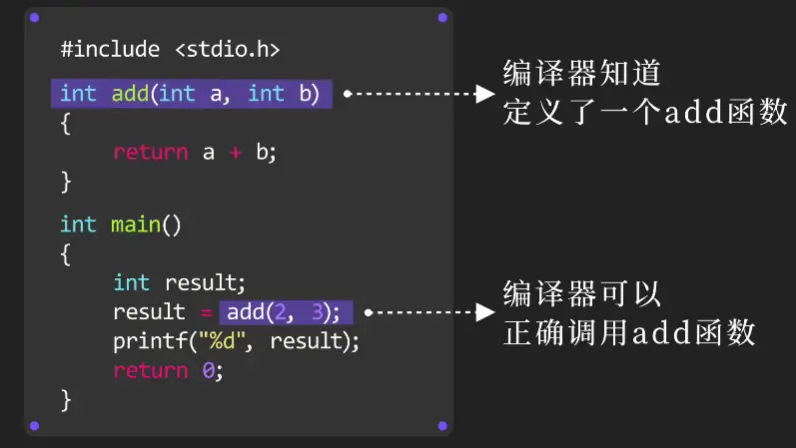 #include <stdio.h>
int add(int a, int b)
{
return a + b;
}
int main()
{
int result;
result = add(2, 3);
printf("%d", result);
return 0;
}
编译器知道
定义了一个add函数
编译器可以
正确调用add函数